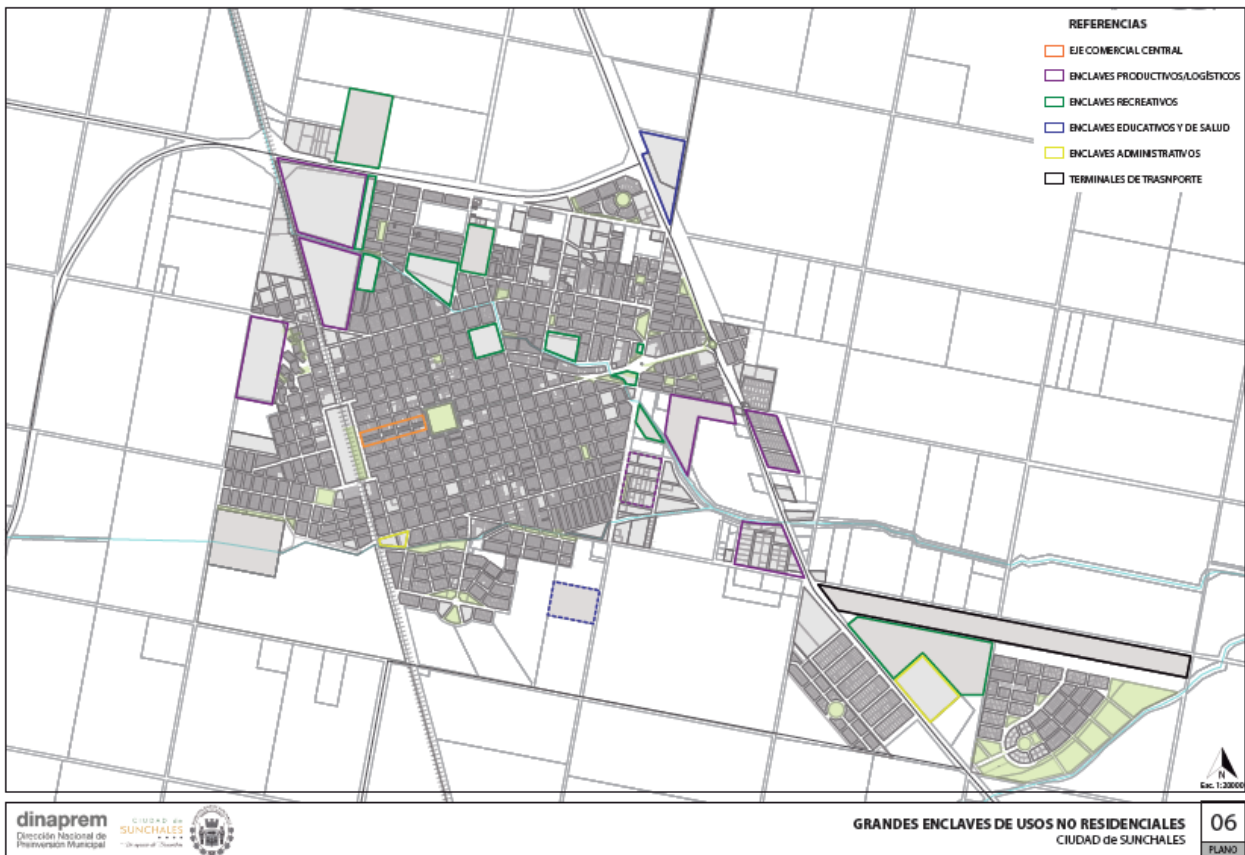 REFERENCIAS
EJE COMERCIAL CENTRAL
ENCLAVES PRODUCTIVOS/LOGÍSTICOS
ENCLAVES RECREATIVOS
ENCLAVES EDUCATIVOS Y DE SALUD
ENCLAVES ADMINISTRATIVOS
TERMINALES DE TRASNPORTE
N
Esc. 1:20000
dinaprem
Dirección Nacional de
Preinversión Municipal
CIUDAD de
SUNCHALES
GRANDES ENCLAVES DE USOS NO RESIDENCIALES
CIUDAD de SUNCHALES
06
PLANO